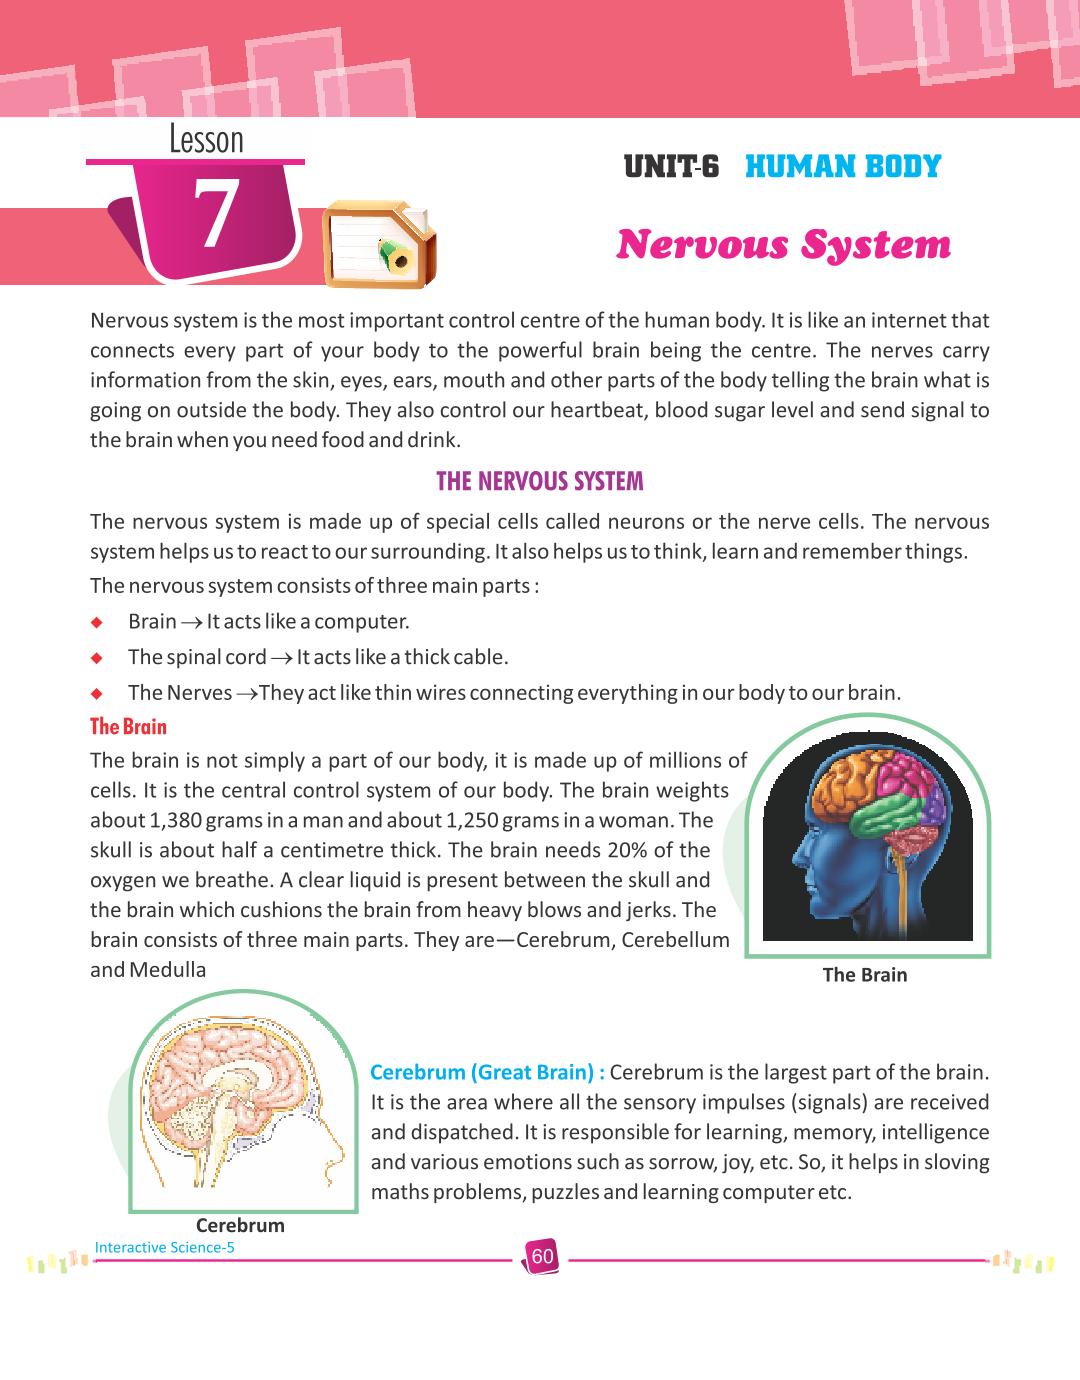 Lesson
7
UNIT-6 HUMAN BODY
Nervous System
Nervous system is the most important control centre of the human body. It is like an internet that
connects every part of your body to the powerful brain being the centre. The nerves carry
information from the skin, eyes, ears, mouth and other parts of the body telling the brain what is
going on outside the body. They also control our heartbeat, blood sugar level and send signal to
the brain when you need food and drink.
THE NERVOUS SYSTEM
The nervous system is made up of special cells called neurons or the nerve cells. The nervous
system helps us to react to our surrounding. It also helps us to think, learn and remember things.
The nervous system consists of three main parts :
◆ Brain → It acts like a computer.
◆ The spinal cord → It acts like a thick cable.
◆ The Nerves →They act like thin wires connecting everything in our body to our brain.
The Brain
The brain is not simply a part of our body, it is made up of millions of
cells. It is the central control system of our body. The brain weights
about 1,380 grams in a man and about 1,250 grams in a woman. The
skull is about half a centimetre thick. The brain needs 20% of the
oxygen we breathe. A clear liquid is present between the skull and
the brain which cushions the brain from heavy blows and jerks. The
brain consists of three main parts. They are—Cerebrum, Cerebellum
and Medulla
The Brain
Cerebrum (Great Brain) : Cerebrum is the largest part of the brain.
It is the area where all the sensory impulses (signals) are received
and dispatched. It is responsible for learning, memory, intelligence
and various emotions such as sorrow, joy, etc. So, it helps in sloving
maths problems, puzzles and learning computer etc.
Cerebrum
Interactive Science-5
60